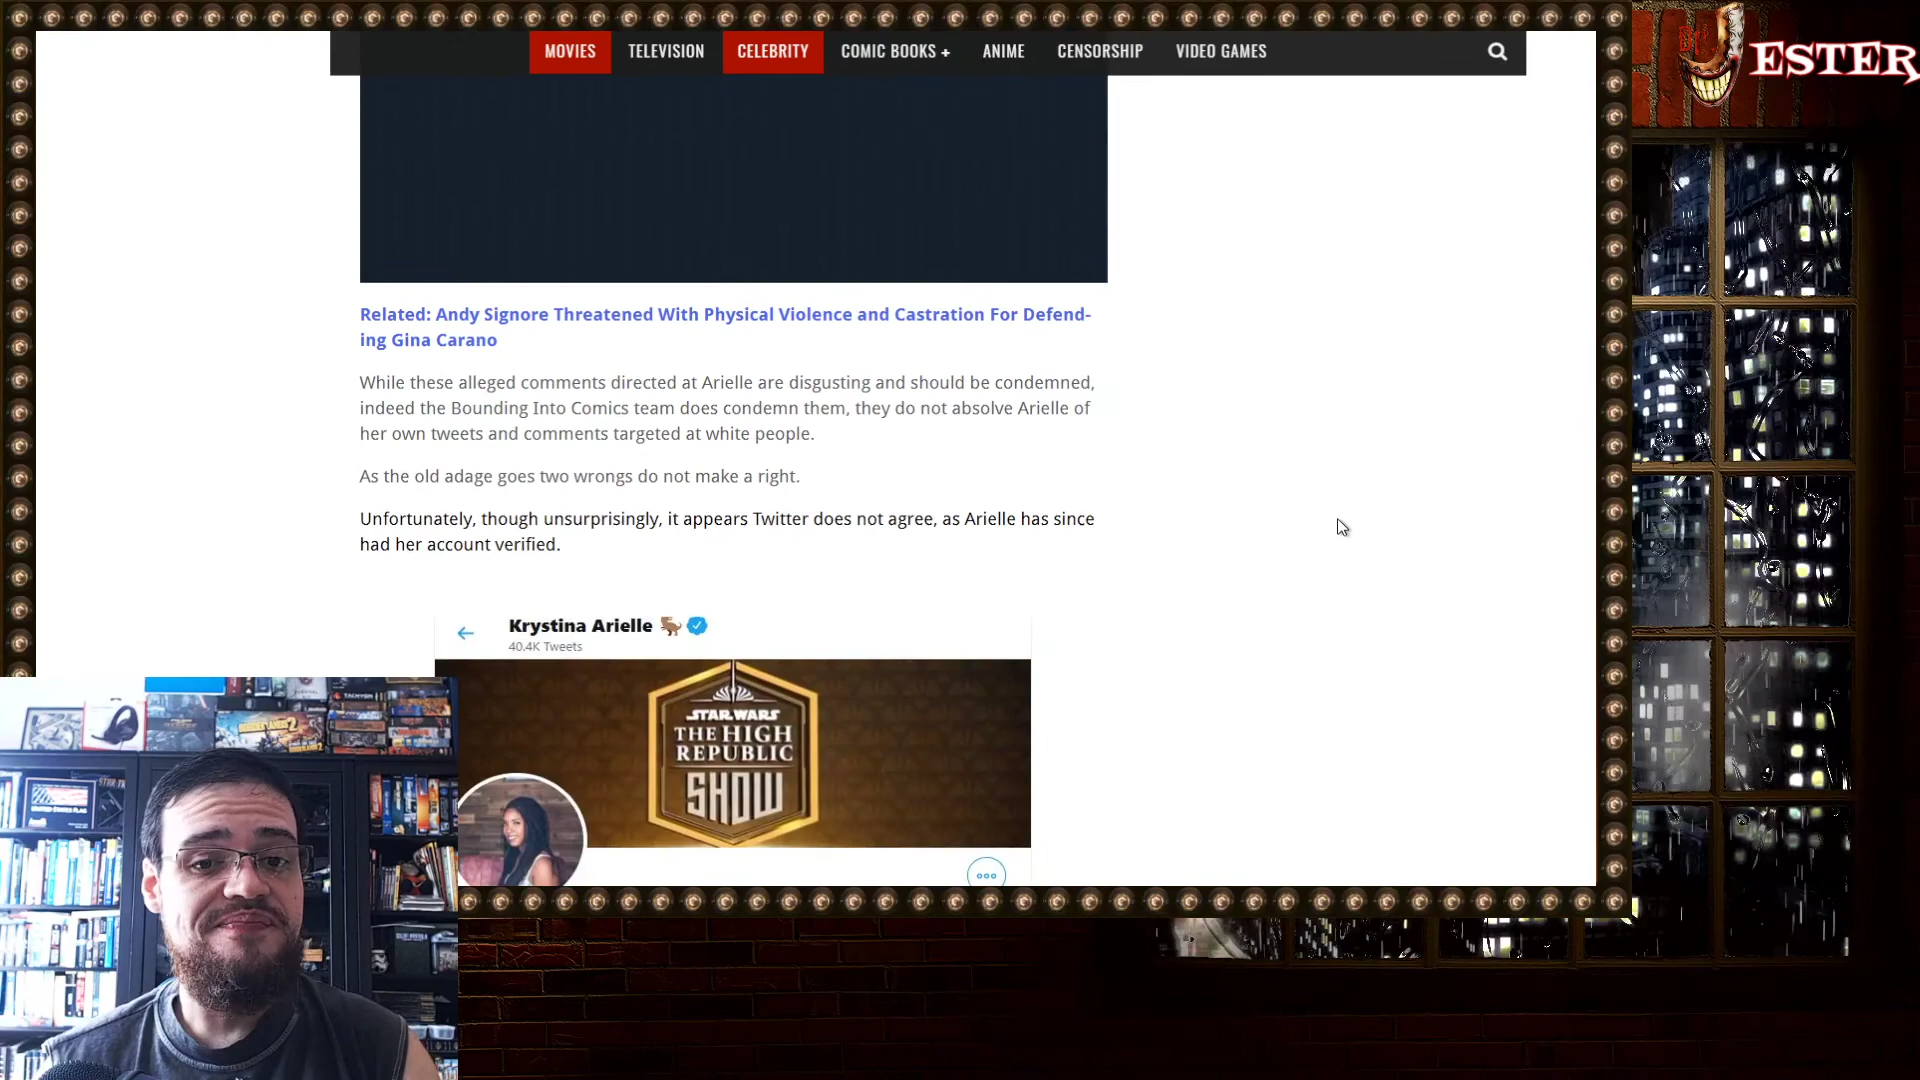 MOVIES TELEVISION CELEBRITY COMIC BOOKS + ANIME CENSORSHIP VIDEO GAMES
ESTER
Related: Andy Signore Threatened With Physical Violence and Castration For Defend-
ing Gina Carano
While these alleged comments directed at Arielle are disgusting and should be condemned,
indeed the Bounding Into Comics team does condemn them, they do not absolve Arielle of
her own tweets and comments targeted at white people.
As the old adage goes two wrongs do not make a right.
Unfortunately, though unsurprisingly, it appears Twitter does not agree, as Arielle has since
had her account verified.
Krystina Arielle
40.4K Tweets
STAR WARS
THE HIGH
REPUBLIC
SHOW